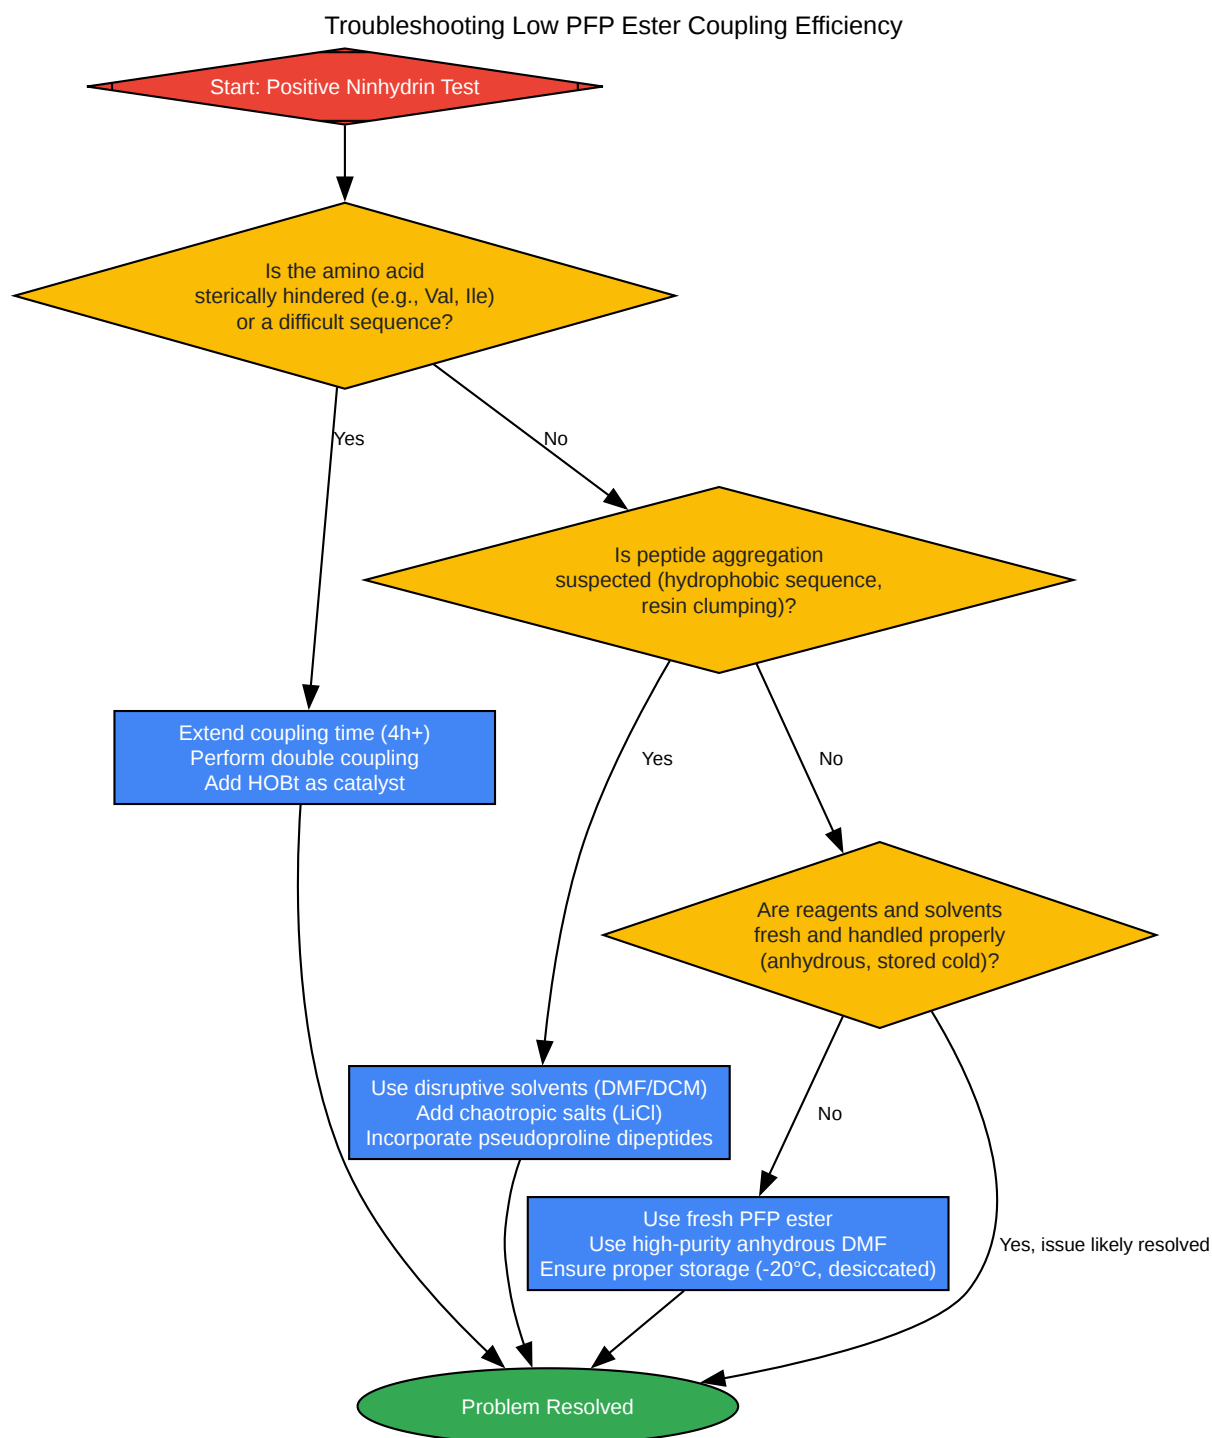 Troubleshooting Low PFP Ester Coupling Efficiency
Start: Positive Ninhydrin Test
Is the amino acid
sterically hindered (e.g., Val, Ile)
or a difficult sequence?
Yes
No
Is peptide aggregation
suspected (hydrophobic sequence,
resin clumping)?
Extend coupling time (4h+)
Perform double coupling
Add HOBt as catalyst
Yes
No
Are reagents and solvents
fresh and handled properly
(anhydrous, stored cold)?
Use disruptive solvents (DMF/DCM)
Add chaotropic salts (LiCl)
Incorporate pseudoproline dipeptides
No
Use fresh PFP ester
Use high-purity anhydrous DMF
Ensure proper storage (-20°C, desiccated)
Yes, issue likely resolved
Problem Resolved